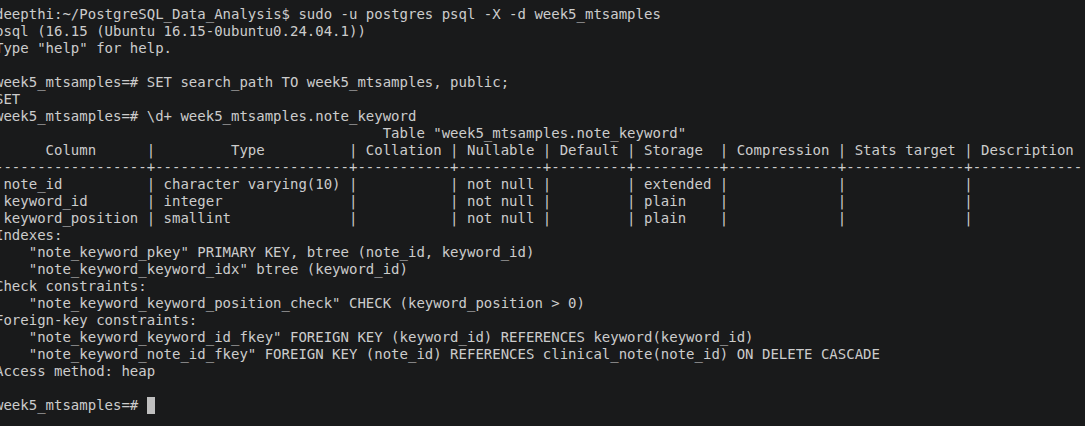 deepthi:~/PostgreSQL_Data_Analysis$ sudo -u postgres psql -X -d week5_mtsamples
psql (16.15 (Ubuntu 16.15-0ubuntu0.24.04.1))
Type "help" for help.
week5_mtsamples=# SET search_path TO week5_mtsamples, public;
SET
week5_mtsamples=# \d+ week5_mtsamples.note_keyword
Table "week5_mtsamples.note_keyword"
Column | Type | Collation | Nullable | Default | Storage | Compression | Stats target | Description
------------------+-----------------------+-----------+----------+---------+----------+-------------+--------------+-------------
note_id | character varying(10) | | not null | | extended | | |
keyword_id | integer | | not null | | plain | | |
keyword_position | smallint | | not null | | plain | | |
Indexes:
"note_keyword_pkey" PRIMARY KEY, btree (note_id, keyword_id)
"note_keyword_keyword_idx" btree (keyword_id)
Check constraints:
"note_keyword_keyword_position_check" CHECK (keyword_position > 0)
Foreign-key constraints:
"note_keyword_keyword_id_fkey" FOREIGN KEY (keyword_id) REFERENCES keyword(keyword_id)
"note_keyword_note_id_fkey" FOREIGN KEY (note_id) REFERENCES clinical_note(note_id) ON DELETE CASCADE
Access method: heap
week5_mtsamples=#